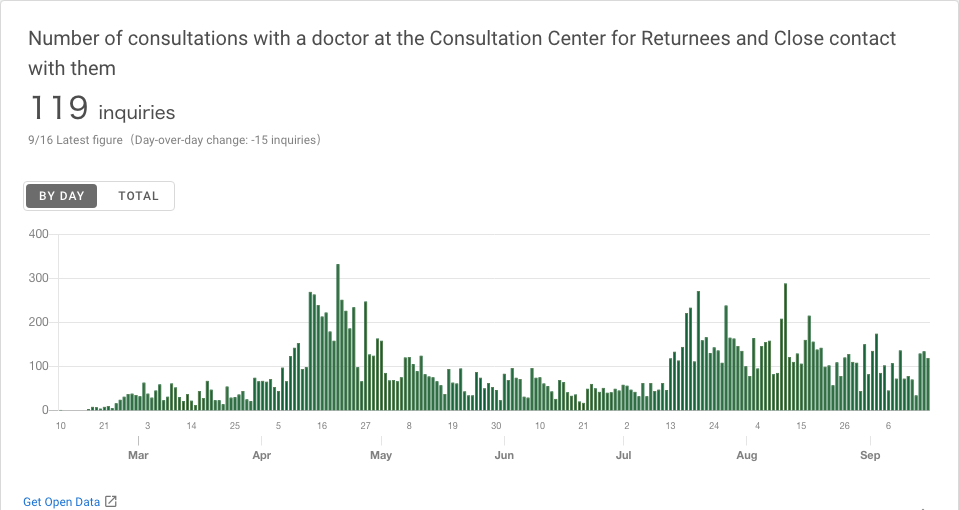 Number of consultations with a doctor at the Consultation Center for Returnees and Close contact
with them
119 inquiries
9/16 Latest figure（Day-over-day change: -15 inquiries）
BY DAY TOTAL
400
300
200
100
0
10 21 3 14 25 5 16 27 8 19 30 10 21 2 13 24 4 15 26 6
Mar Apr May Jun Jul Aug Sep
Get Open Data